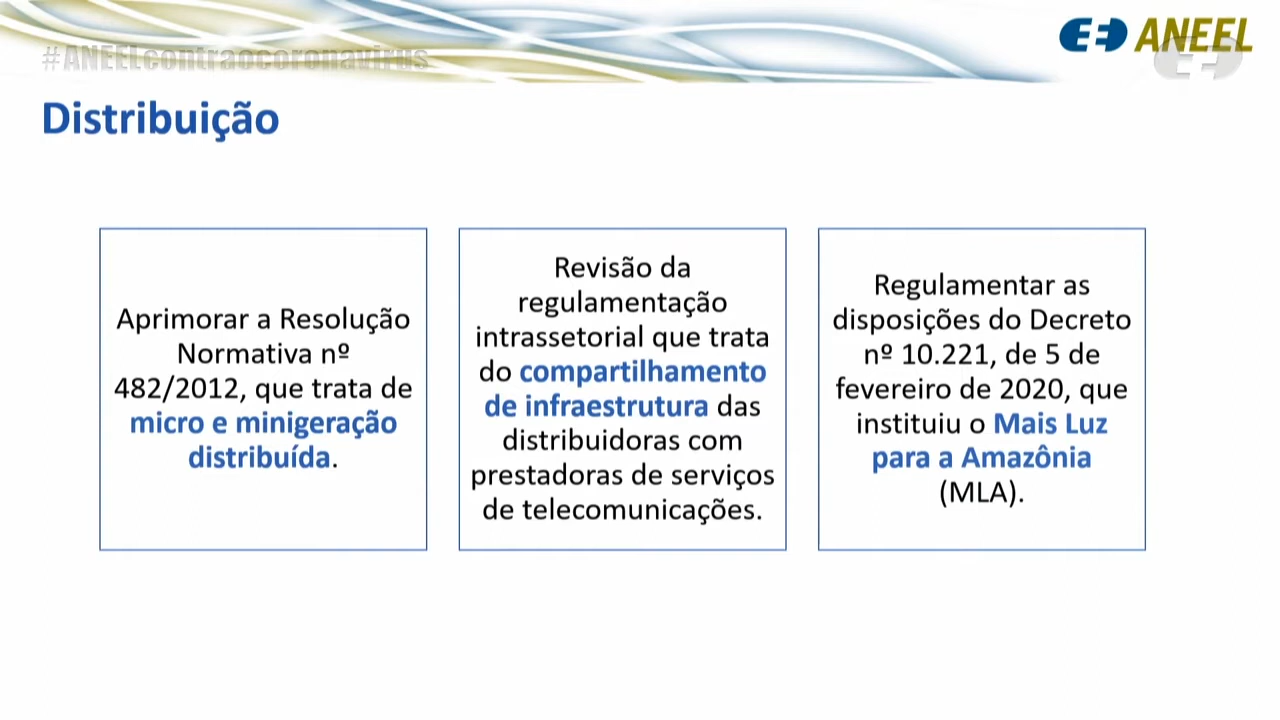 #ANEELcontraocoronavirus
ANEEL
Distribuição
Aprimorar a Resolução
Normativa nº
482/2012, que trata de
micro e minigeração
distribuída.
Revisão da
regulamentação
intrassetorial que trata
do compartilhamento
de infraestrutura das
distribuidoras com
prestadoras de serviços
de telecomunicações.
Regulamentar as
disposições do Decreto
nº 10.221, de 5 de
fevereiro de 2020, que
instituiu o Mais Luz
para a Amazônia
(MLA).